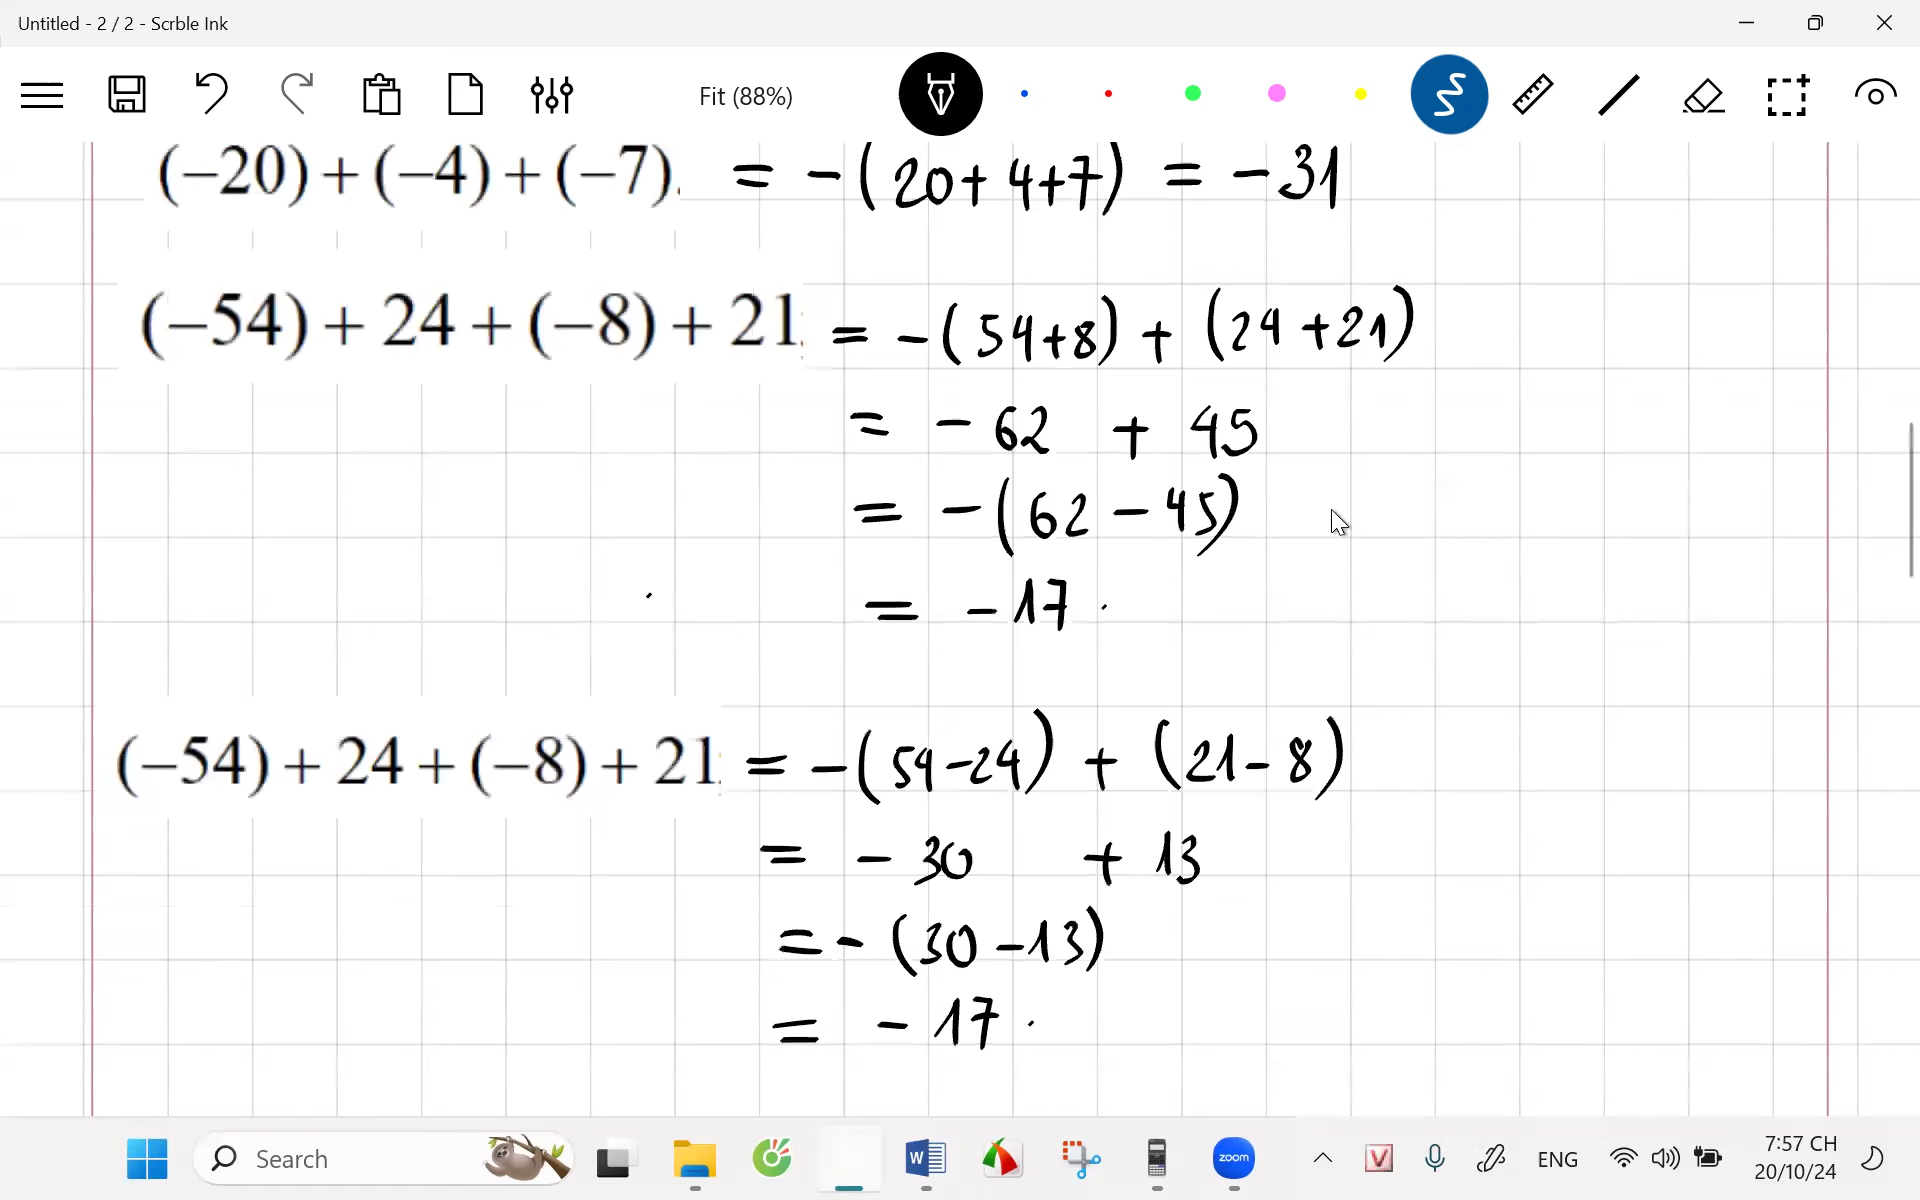 Untitled - 2 / 2 - Scrble Ink
Fit (88%)
(−20) + (−4) + (−7). = −(20+4+7) = −31
(−54) + 24 + (−8) + 21; = −(54+8) + (24+21)
= −62 + 45
= −(62−45)
= −17.
(−54) + 24 + (−8) + 21; = −(54−24) + (21−8)
= −30 + 13
= −(30−13)
= −17.
Search
W
zoom
V
ENG
7:57 CH
20/10/24